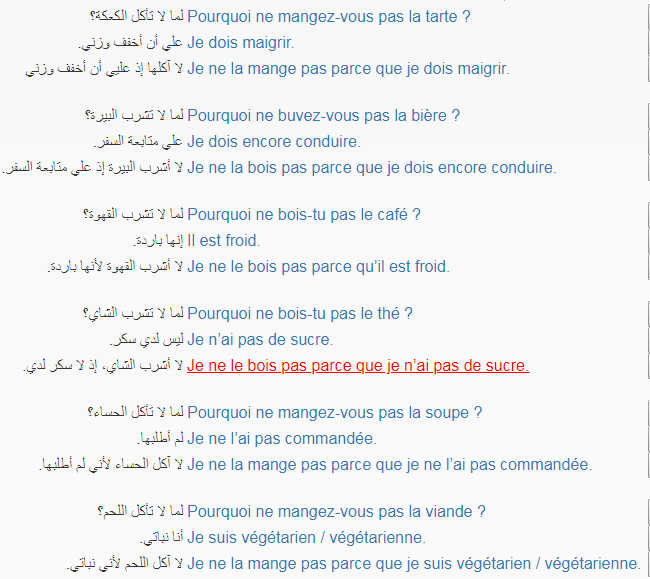 لما لا تأكل الكعكة؟ Pourquoi ne mangez-vous pas la tarte ?
علي أن أخفف وزني. Je dois maigrir.
لا آكلها إذ عليي أن أخفف وزني Je ne la mange pas parce que je dois maigrir.
لما لا تشرب البيرة؟ Pourquoi ne buvez-vous pas la bière ?
علي متابعة السفر. Je dois encore conduire.
لا أشرب البيرة إذ علي متابعة السفر. Je ne la bois pas parce que je dois encore conduire.
لما لا تشرب القهوة؟ Pourquoi ne bois-tu pas le café ?
إنها باردة. Il est froid.
لا أشرب القهوة لأنها باردة. Je ne le bois pas parce qu’il est froid.
لما لا تشرب الشاي؟ Pourquoi ne bois-tu pas le thé ?
ليس لدي سكر. Je n’ai pas de sucre.
لا أشرب الشاي، إذ لا سكر لدي. Je ne le bois pas parce que je n’ai pas de sucre.
لما لا تأكل الحساء؟ Pourquoi ne mangez-vous pas la soupe ?
لم أطلبها. Je ne l’ai pas commandée.
لا آكل الحساء لأني لم أطلبها. Je ne la mange pas parce que je ne l’ai pas commandée.
لما لا تأكل اللحم؟ Pourquoi ne mangez-vous pas la viande ?
أنا نباتي. Je suis végétarien / végétarienne.
لا آكل اللحم لأني نباتي. Je ne la mange pas parce que je suis végétarien / végétarienne.